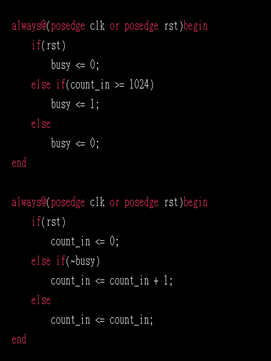 always@(posedge clk or posedge rst)begin
    if(rst)
        busy <= 0;
    else if(count_in >= 1024)
        busy <= 1;
    else
        busy <= 0;
end

always@(posedge clk or posedge rst)begin
    if(rst)
        count_in <= 0;
    else if(~busy)
        count_in <= count_in + 1;
    else
        count_in <= count_in;
end